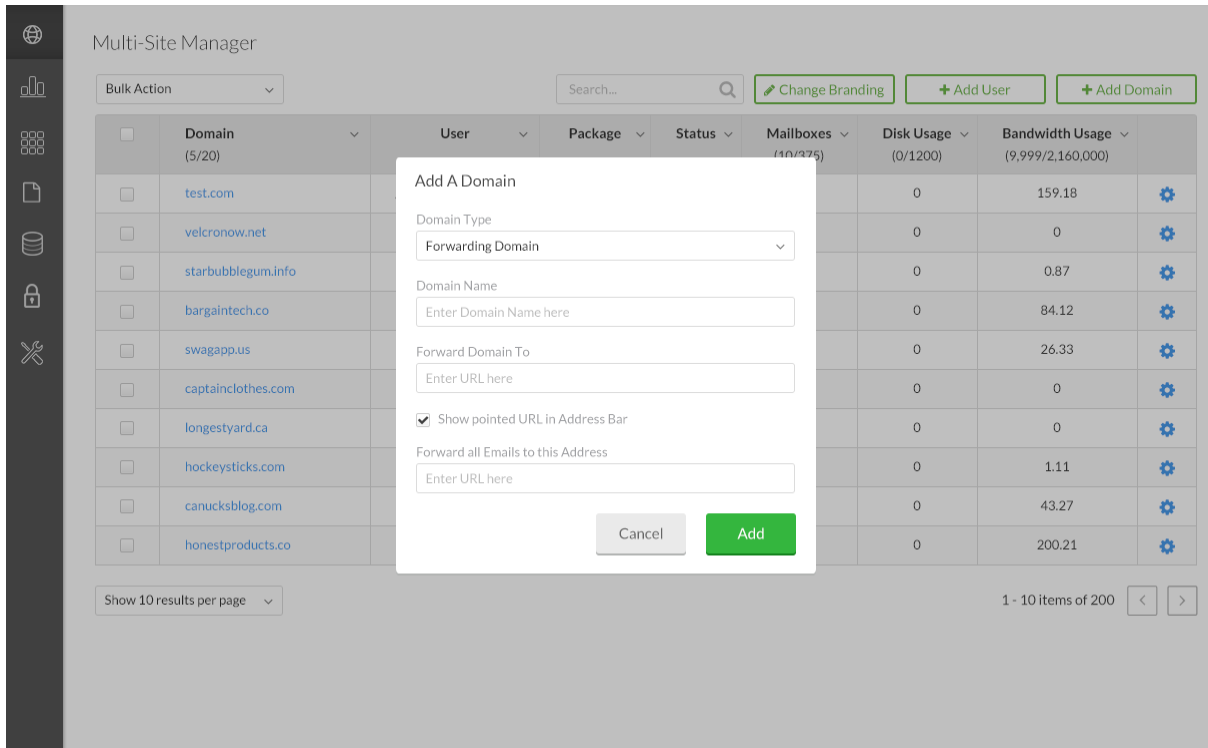 Multi-Site Manager
Bulk Action
Search...
Change Branding
+ Add User
+ Add Domain
Domain User Package Status Mailboxes Disk Usage Bandwidth Usage
(5/20) (10/375) (0/1200) (9,999/2,160,000)
test.com 0 159.18
velcronow.net 0 0
starbubblegum.info 0 0.87
bargaintech.co 0 84.12
swagapp.us 0 26.33
captainclothes.com 0 0
longestyard.ca 0 0
hockeysticks.com 0 1.11
canucksblog.com 0 43.27
honestproducts.co 0 200.21
Add A Domain
Domain Type
Forwarding Domain
Domain Name
Enter Domain Name here
Forward Domain To
Enter URL here
Show pointed URL in Address Bar
Forward all Emails to this Address
Enter URL here
Cancel
Add
Show 10 results per page
1 - 10 items of 200